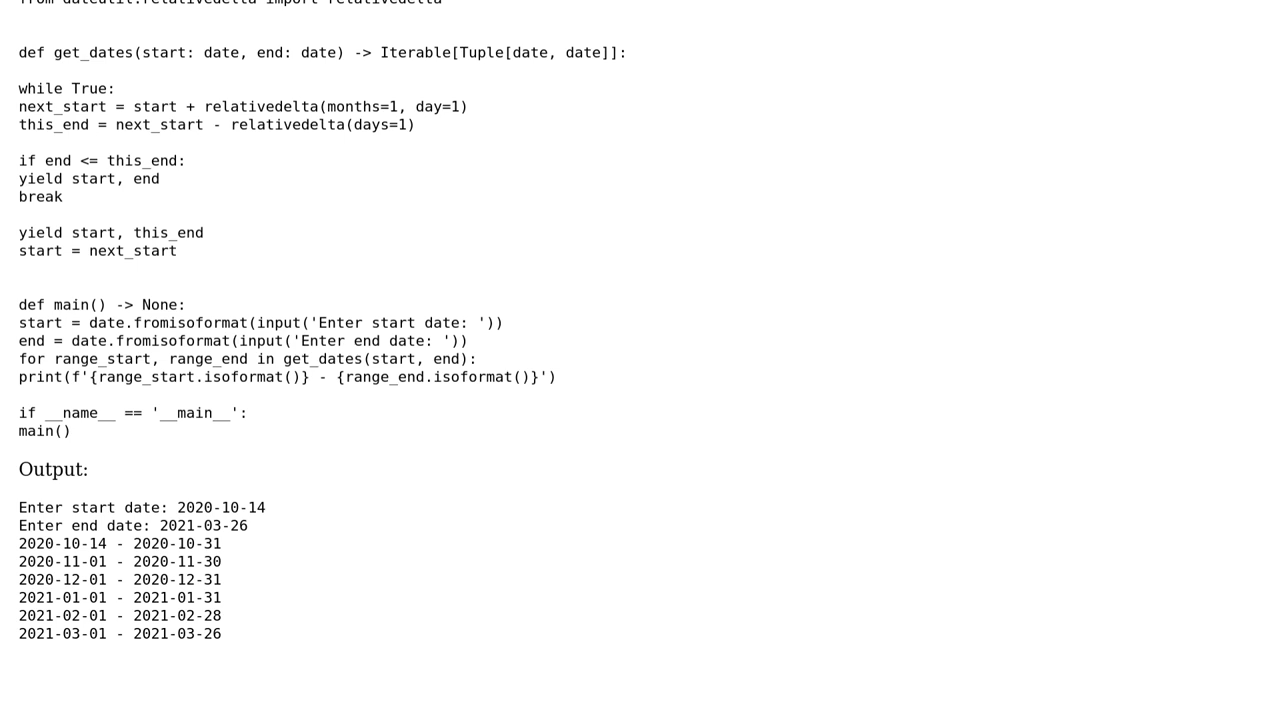 from dateutil.relativedelta import relativedelta
def get_dates(start: date, end: date) -> Iterable[Tuple[date, date]]:
while True:
next_start = start + relativedelta(months=1, day=1)
this_end = next_start - relativedelta(days=1)
if end <= this_end:
yield start, end
break
yield start, this_end
start = next_start
def main() -> None:
start = date.fromisoformat(input('Enter start date: '))
end = date.fromisoformat(input('Enter end date: '))
for range_start, range_end in get_dates(start, end):
print(f'{range_start.isoformat()} - {range_end.isoformat()}')
if __name__ == '__main__':
main()
Output:
Enter start date: 2020-10-14
Enter end date: 2021-03-26
2020-10-14 - 2020-10-31
2020-11-01 - 2020-11-30
2020-12-01 - 2020-12-31
2021-01-01 - 2021-01-31
2021-02-01 - 2021-02-28
2021-03-01 - 2021-03-26